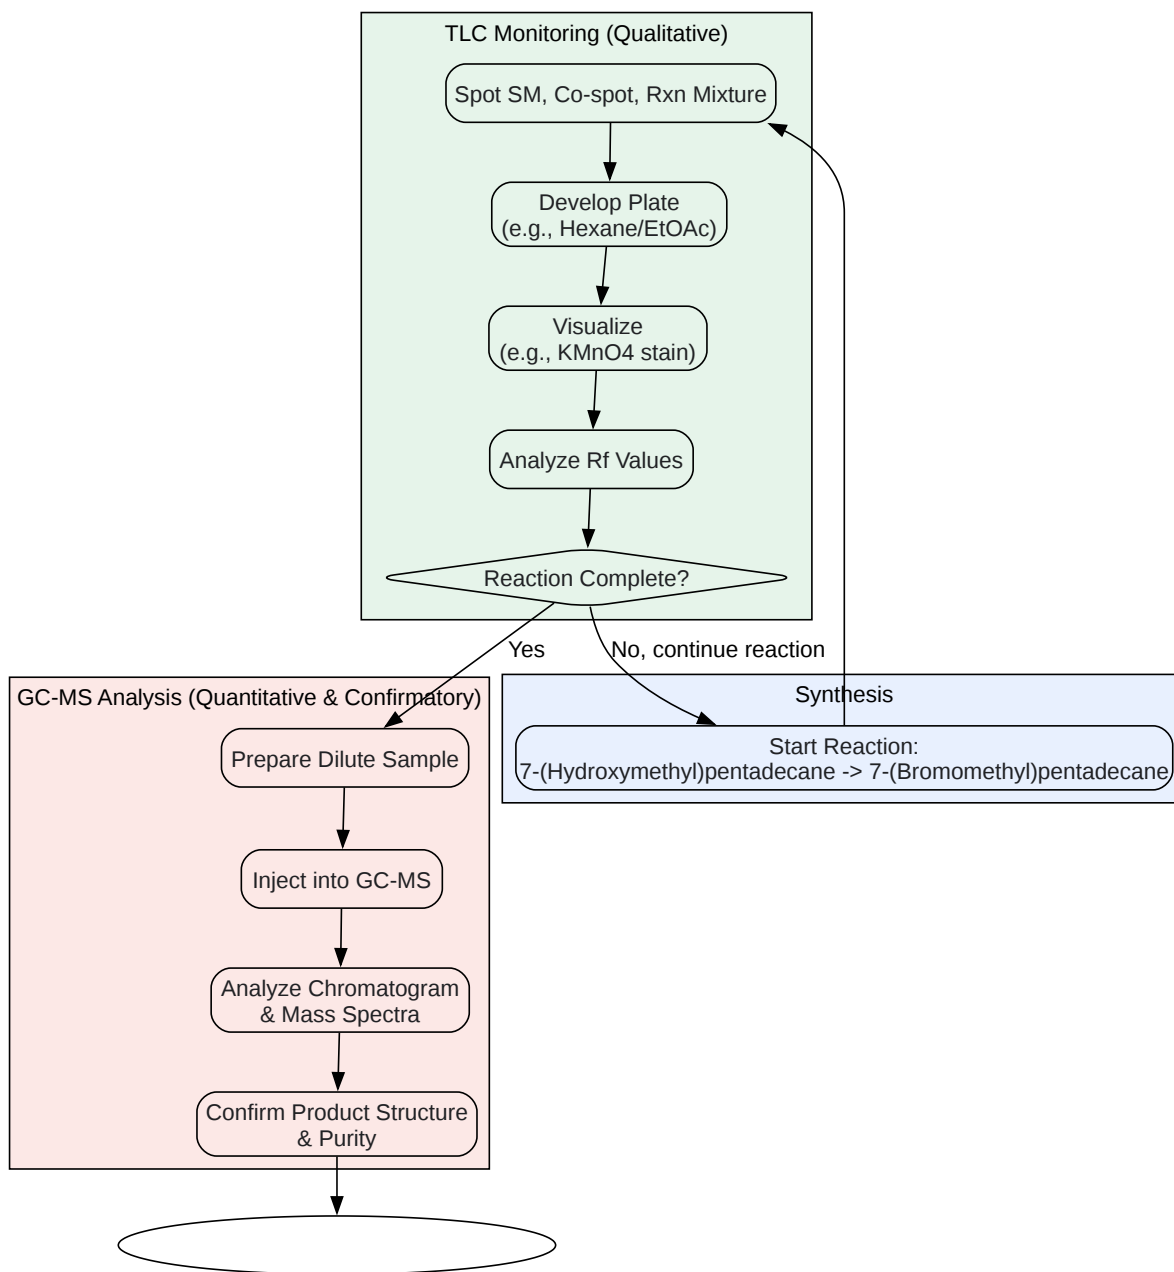 TLC Monitoring (Qualitative)
Spot SM, Co-spot, Rxn Mixture
Develop Plate
(e.g., Hexane/EtOAc)
Visualize
(e.g., KMnO4 stain)
Analyze Rf Values
Reaction Complete?
Yes
No, continue reaction
GC-MS Analysis (Quantitative & Confirmatory)
Prepare Dilute Sample
Inject into GC-MS
Analyze Chromatogram
& Mass Spectra
Confirm Product Structure
& Purity
Synthesis
Start Reaction:
7-(Hydroxymethyl)pentadecane -> 7-(Bromomethyl)pentadecane